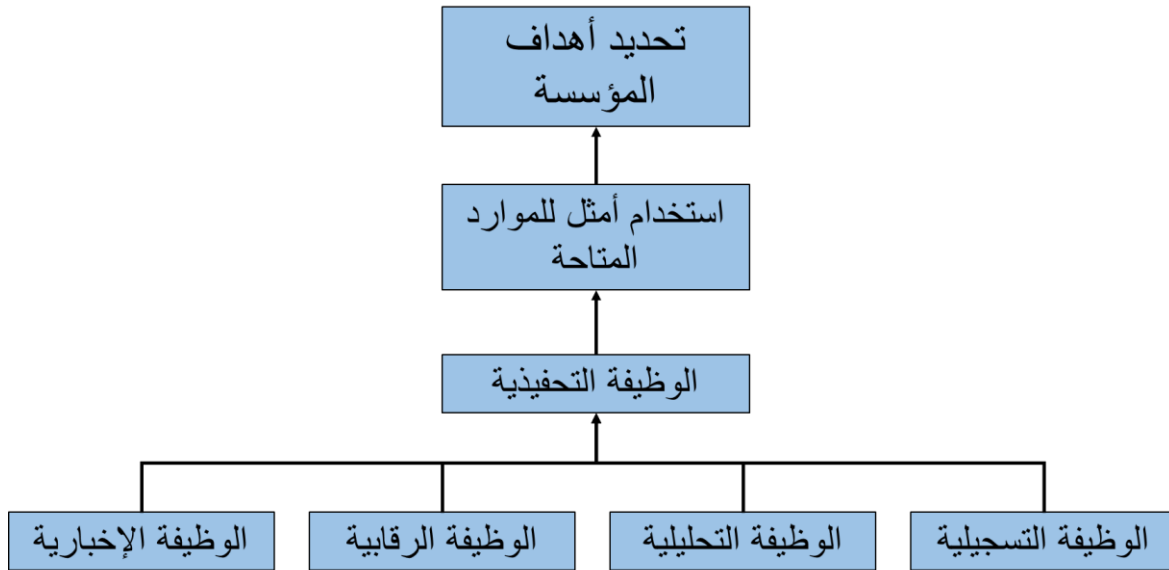 تحديد أهداف
المؤسسة
استخدام أمثل للموارد
المتاحة
الوظيفة التحفيذية
الوظيفة التسجيلية
الوظيفة التحليلية
الوظيفة الرقابية
الوظيفة الإخبارية